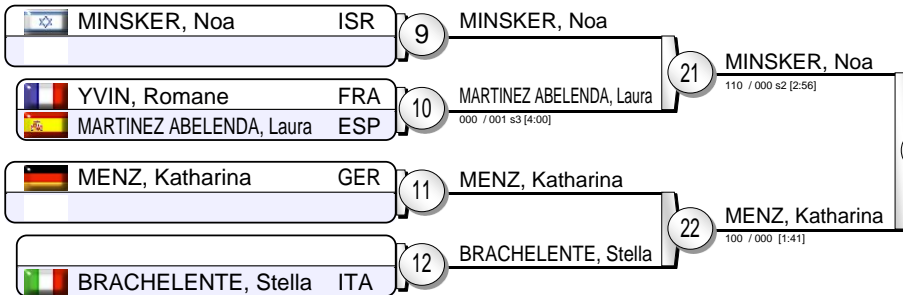 MINSKER, Noa ISR
9
MINSKER, Noa
21
MINSKER, Noa
110 / 000 s2 [2:56]
YVIN, Romane FRA
MARTINEZ ABELENDA, Laura ESP
10
MARTINEZ ABELENDA, Laura
000 / 001 s3 [4:00]
MENZ, Katharina GER
11
MENZ, Katharina
22
MENZ, Katharina
100 / 000 [1:41]
BRACHELENTE, Stella ITA
12
BRACHELENTE, Stella